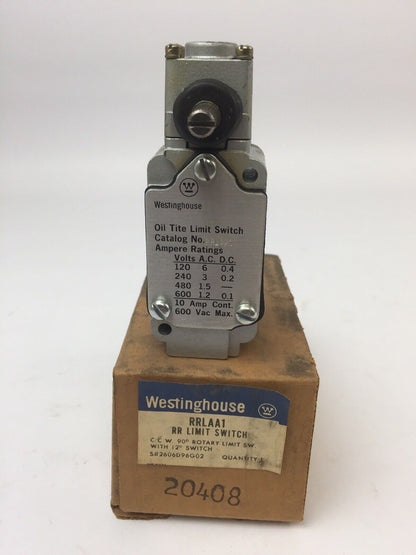 W
Westinghouse
Oil Tite Limit Switch
Catalog No.
Ampere Ratings
Volts A.C. D.C.
120 6 0.4
240 3 0.2
480 1.5 —
600 1.2 0.1
10 Amp Cont.
600 Vac Max.
Westinghouse W
RRLAA1
RR LIMIT SWITCH
C.C.W. 90° ROTARY LIMIT SW.
WITH 12° SWITCH
S#2606D96G02 QUANTITY:1
20408